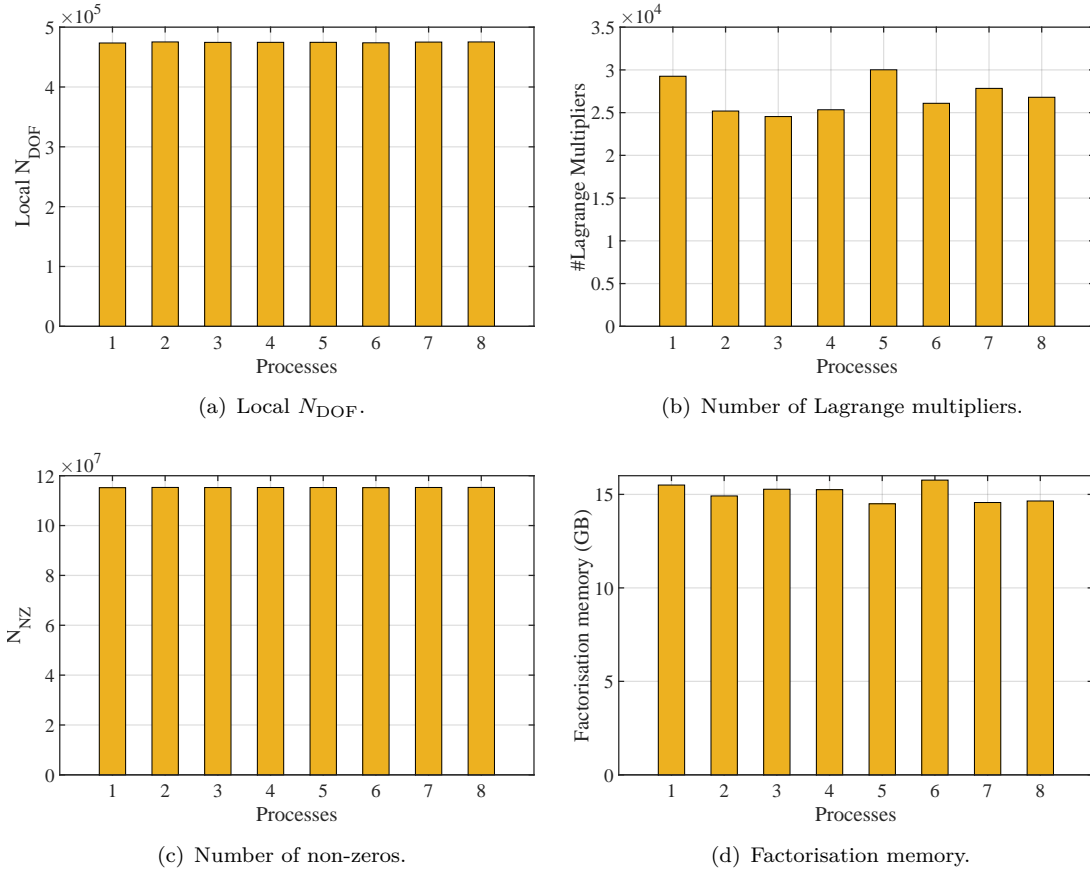 ×10^5
5
4
3
2
1
0
Local N_DOF
1 2 3 4 5 6 7 8
Processes
(a) Local N_DOF.
×10^4
3.5
3
2.5
2
1.5
1
0.5
0
#Lagrange Multipliers
1 2 3 4 5 6 7 8
Processes
(b) Number of Lagrange multipliers.
×10^7
12
10
8
6
4
2
0
N_NZ
1 2 3 4 5 6 7 8
Processes
(c) Number of non-zeros.
15
10
5
0
Factorisation memory (GB)
1 2 3 4 5 6 7 8
Processes
(d) Factorisation memory.